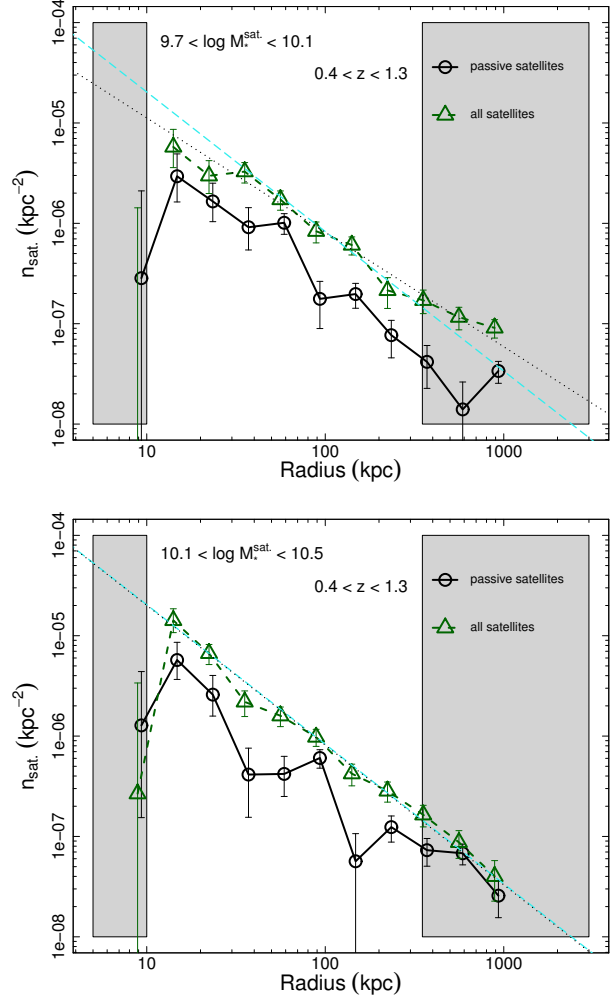 9.7 < log M*sat. < 10.1
0.4 < z < 1.3
passive satellites
all satellites
1e−04
1e−05
1e−06
1e−07
1e−08
nsat. (kpc−2)
10 100 1000
Radius (kpc)
10.1 < log M*sat. < 10.5
0.4 < z < 1.3
passive satellites
all satellites
1e−04
1e−05
1e−06
1e−07
1e−08
nsat. (kpc−2)
10 100 1000
Radius (kpc)